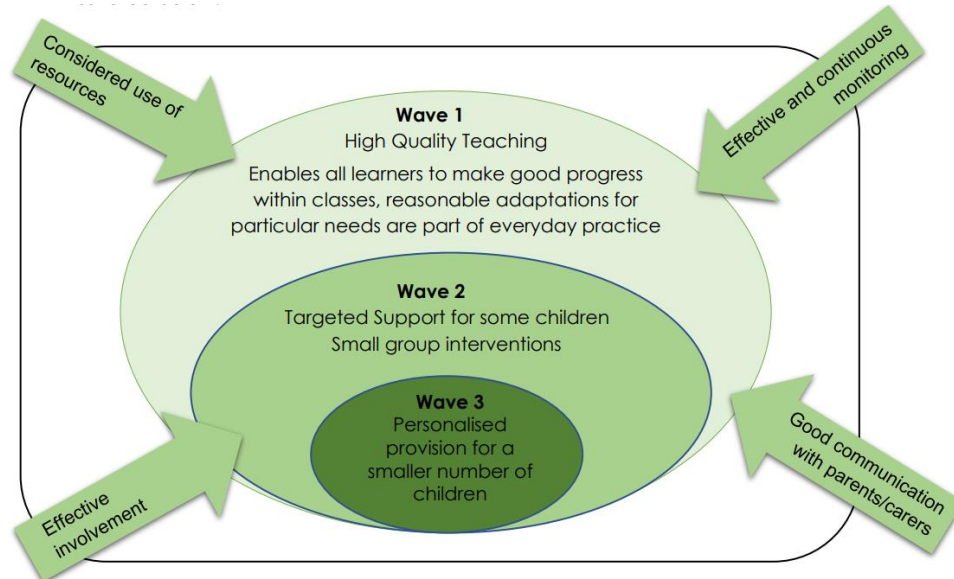 Considered use of
resources
Effective and continuous
monitoring
Wave 1
High Quality Teaching
Enables all learners to make good progress
within classes, reasonable adaptations for
particular needs are part of everyday practice
Wave 2
Targeted Support for some children
Small group interventions
Wave 3
Personalised
provision for a
smaller number of
children
Effective
involvement
Good communication
with parents/carers